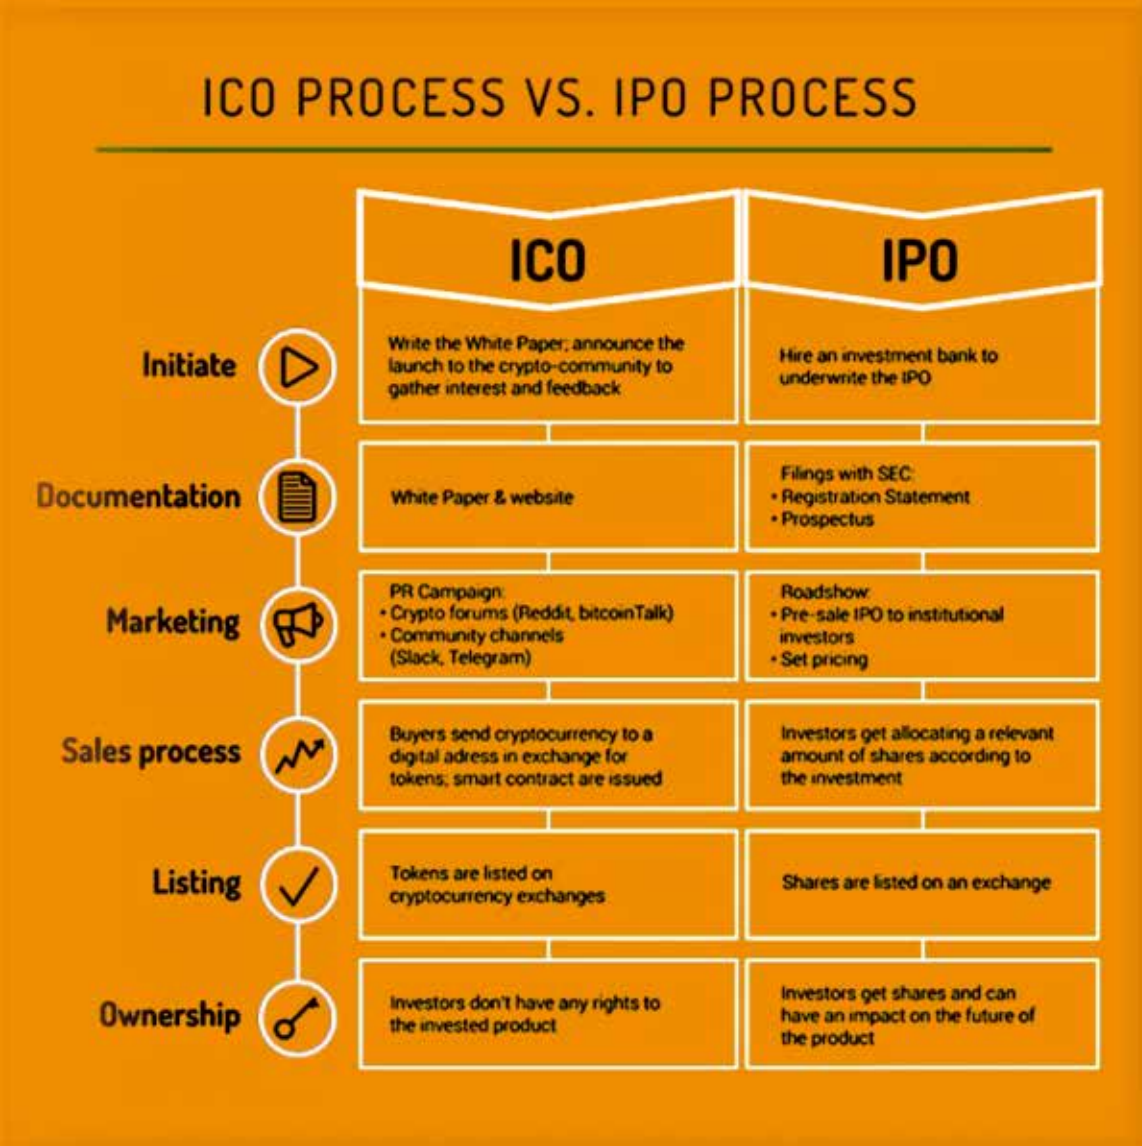 ICO PROCESS VS. IPO PROCESS
ICO
IPO
Initiate
Write the White Paper; announce the
launch to the crypto-community to
gather interest and feedback
Hire an investment bank to
underwrite the IPO
Documentation
White Paper & website
Filings with SEC:
• Registration Statement
• Prospectus
Marketing
PR Campaign:
• Crypto forums (Reddit, bitcoinTalk)
• Community channels
(Slack, Telegram)
Roadshow:
• Pre-sale IPO to institutional
investors
• Set pricing
Sales process
Buyers send cryptocurrency to a
digital adress in exchange for
tokens; smart contract are issued
Investors get allocating a relevant
amount of shares according to
the investment
Listing
Tokens are listed on
cryptocurrency exchanges
Shares are listed on an exchange
Ownership
Investors don't have any rights to
the invested product
Investors get shares and can
have an impact on the future of
the product